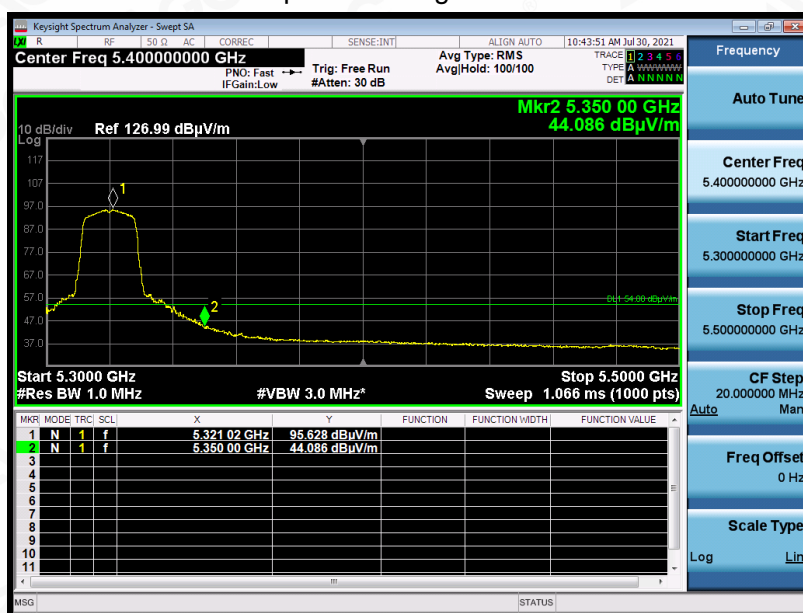 Keysight Spectrum Analyzer - Swept SA
LXI R RF 50 Ω AC CORREC SENSE:INT ALIGN AUTO 10:43:51 AM Jul 30, 2021
Center Freq 5.400000000 GHz
PNO: Fast
IFGain:Low
Trig: Free Run
#Atten: 30 dB
Avg Type: RMS
Avg|Hold: 100/100
TRACE 1 2 3 4 5 6
TYPE A WWWWW
DET A N N N N N
Mkr2 5.350 00 GHz
44.086 dBµV/m
10 dB/div Ref 126.99 dBµV/m
Log
117
107
97.0
87.0
77.0
67.0
57.0
47.0
37.0
1
2
DL1 54.00 dBµV/m
Start 5.3000 GHz Stop 5.5000 GHz
#Res BW 1.0 MHz #VBW 3.0 MHz* Sweep 1.066 ms (1000 pts)
MKR MODE TRC SCL X Y FUNCTION FUNCTION WIDTH FUNCTION VALUE
1 N 1 f 5.321 02 GHz 95.628 dBµV/m
2 N 1 f 5.350 00 GHz 44.086 dBµV/m
3
4
5
6
7
8
9
10
11
MSG STATUS
Frequency
Auto Tune
Center Freq
5.400000000 GHz
Start Freq
5.300000000 GHz
Stop Freq
5.500000000 GHz
CF Step
20.000000 MHz
Auto Man
Freq Offset
0 Hz
Scale Type
Log Lin